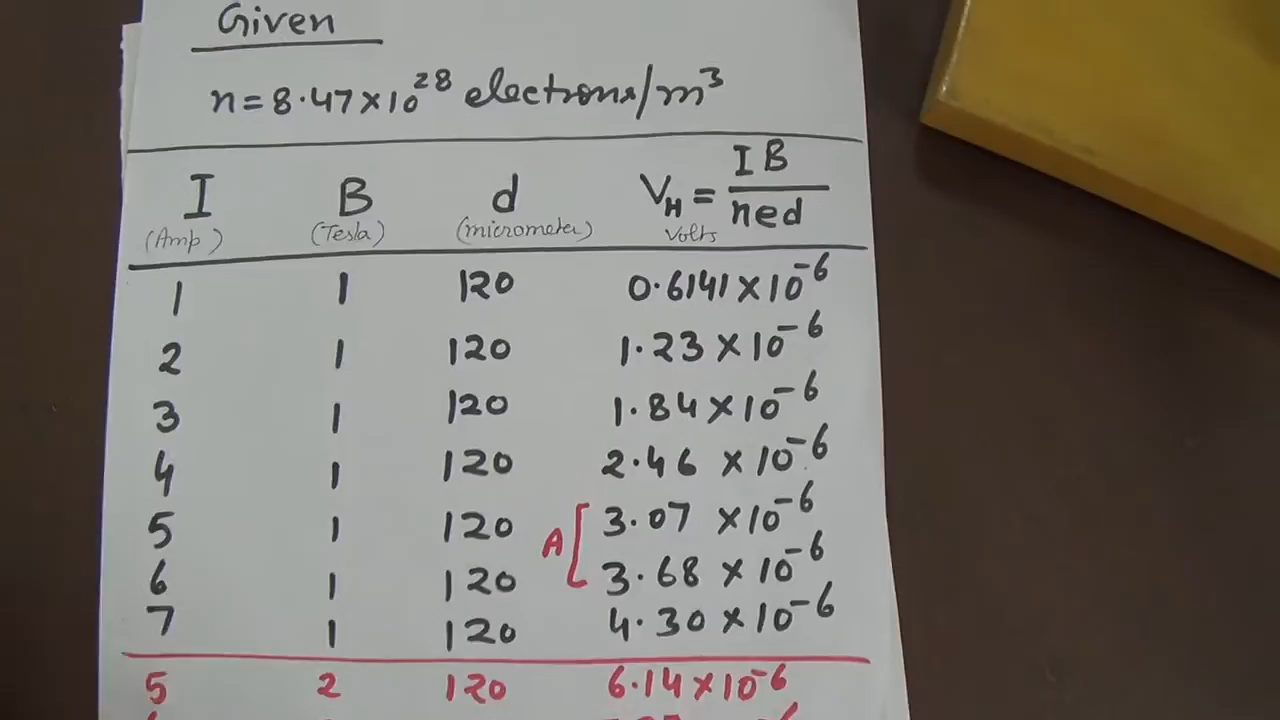 Given
n=8.47×10²⁸ electrons/m³
I B d V_H = IB/ned
(Amp) (Tesla) (micrometer) Volts
1 1 120 0.6141×10⁻⁶
2 1 120 1.23×10⁻⁶
3 1 120 1.84×10⁻⁶
4 1 120 2.46×10⁻⁶
5 1 120 A[ 3.07×10⁻⁶
6 1 120 3.68×10⁻⁶
7 1 120 4.30×10⁻⁶
5 2 120 6.14×10⁻⁶